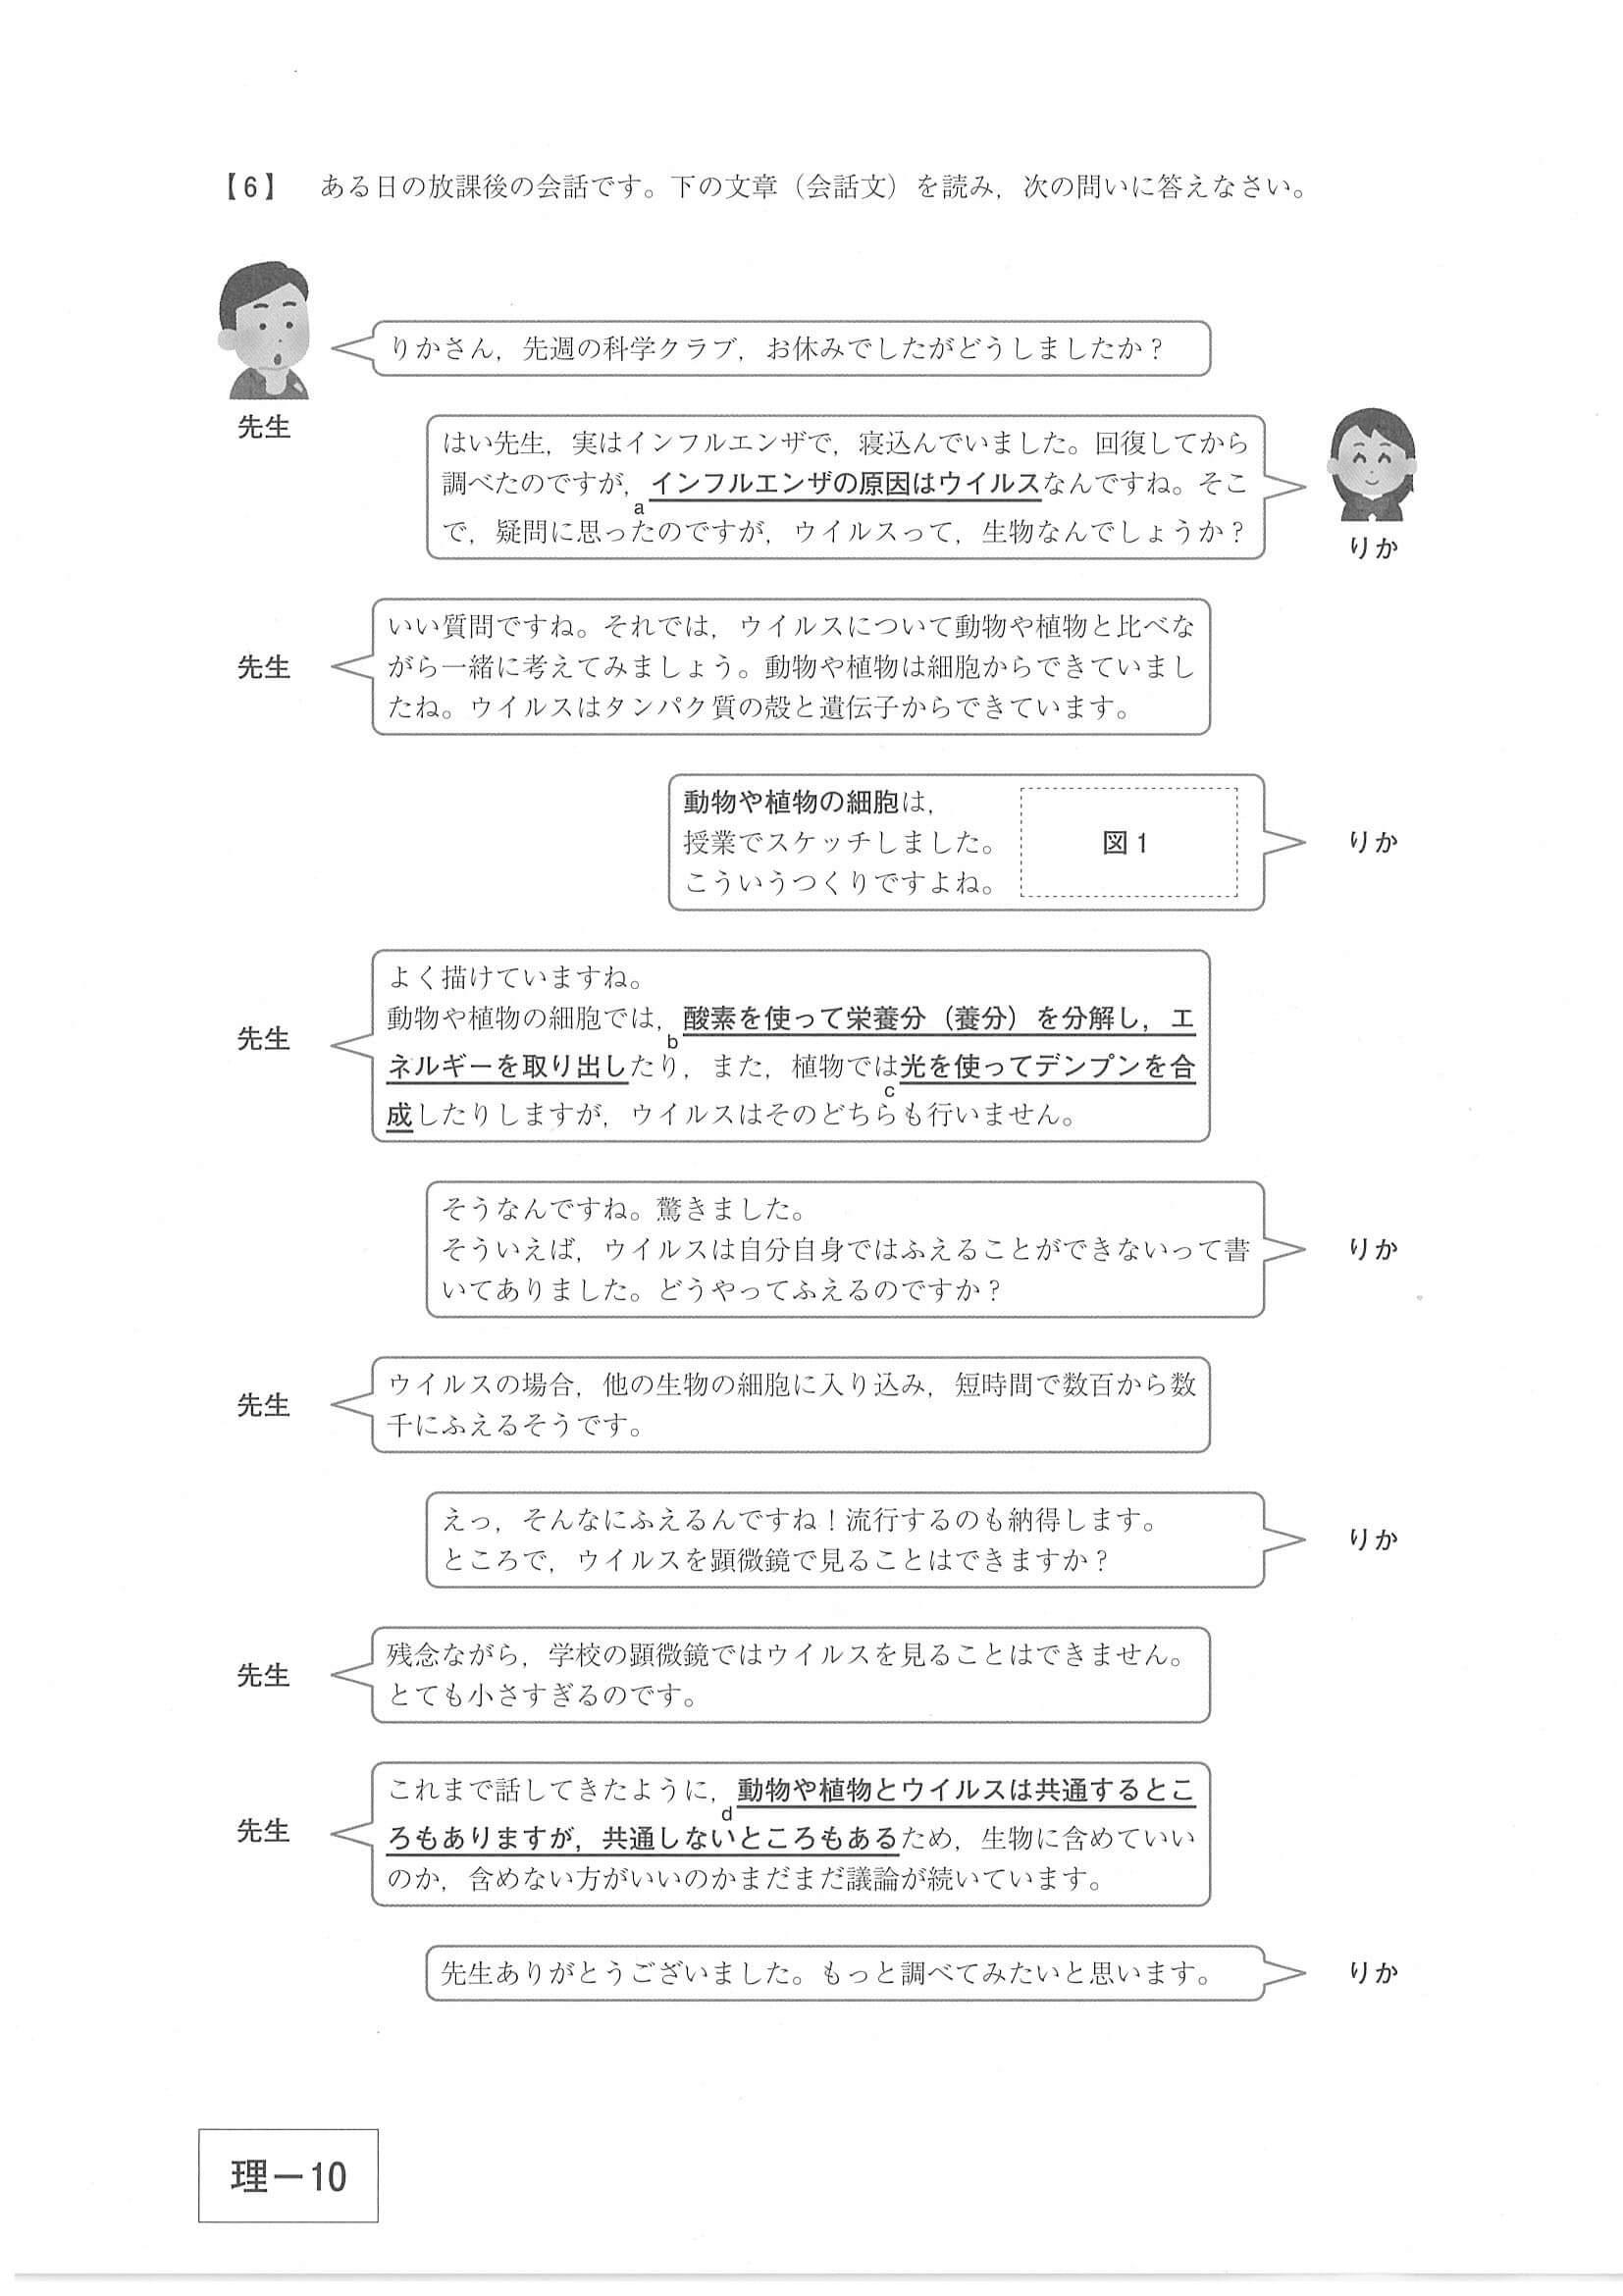 【6】 ある日の放課後の会話です。下の文章（会話文）を読み，次の問いに答えなさい。
りかさん，先週の科学クラブ，お休みでしたがどうしましたか？
先生
はい先生，実はインフルエンザで，寝込んでいました。回復してから
調べたのですが，インフルエンザの原因はウイルスなんですね。そこ
a
で，疑問に思ったのですが，ウイルスって，生物なんでしょうか？
りか
いい質問ですね。それでは，ウイルスについて動物や植物と比べな
先生
がら一緒に考えてみましょう。動物や植物は細胞からできていまし
たね。ウイルスはタンパク質の殻と遺伝子からできています。
動物や植物の細胞は，
授業でスケッチしました。
こういうつくりですよね。
図1
りか
よく描けていますね。
動物や植物の細胞では，酸素を使って栄養分（養分）を分解し，エ
先生
b
ネルギーを取り出したり，また，植物では光を使ってデンプンを合
c
成したりしますが，ウイルスはそのどちらも行いません。
そうなんですね。驚きました。
そういえば，ウイルスは自分自身ではふえることができないって書
りか
いてありました。どうやってふえるのですか？
ウイルスの場合，他の生物の細胞に入り込み，短時間で数百から数
先生
千にふえるそうです。
えっ，そんなにふえるんですね！流行するのも納得します。
りか
ところで，ウイルスを顕微鏡で見ることはできますか？
残念ながら，学校の顕微鏡ではウイルスを見ることはできません。
先生
とても小さすぎるのです。
これまで話してきたように，動物や植物とウイルスは共通するとこ
d
先生
ろもありますが，共通しないところもあるため，生物に含めていい
のか，含めない方がいいのかまだまだ議論が続いています。
先生ありがとうございました。もっと調べてみたいと思います。
りか
理－10